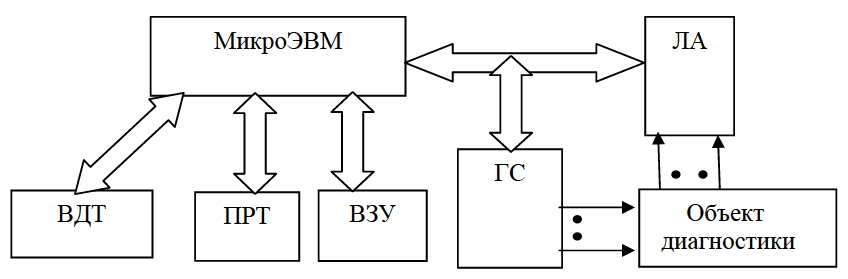 МикроЭВМ
ЛА
ГС
ВДТ
ПРТ
ВЗУ
Объект
диагностики